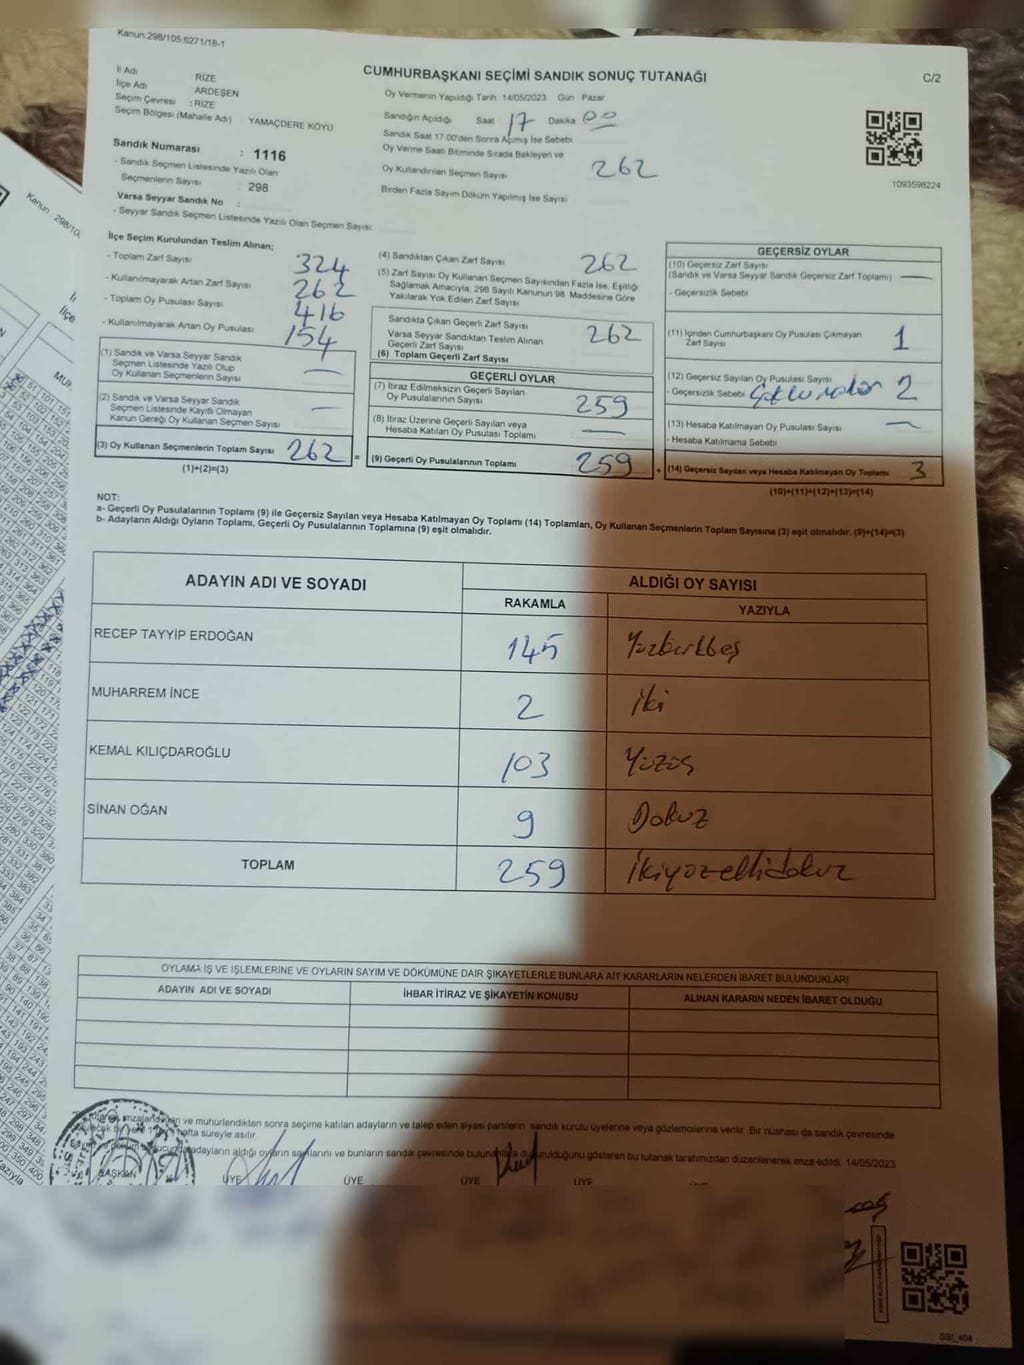 Kanun.298/105.6271/18-1
CUMHURBAŞKANI SEÇİMİ SANDIK SONUÇ TUTANAĞI
C/2
İl Adı : RİZE
İlçe Adı : ARDEŞEN
Seçim Çevresi : RİZE
Seçim Bölgesi (Mahalle Adı) : YAMAÇDERE KÖYÜ
Sandık Numarası : 1116
- Sandık Seçmen Listesinde Yazılı Olan
Seçmenlerin Sayısı : 298
Varsa Seyyar Sandık No :
- Seyyar Sandık Seçmen Listesinde Yazılı Olan Seçmen Sayısı:
Oy Vermenin Yapıldığı Tarih :14/05/2023 Gün : Pazar
Sandığın Açıldığı Saat 17 Dakika 00
Sandık Saat 17:00'den Sonra Açılmış İse Sebebi
Oy Verme Saati Bitiminde Sırada Bekleyen ve
Oy Kullandırılan Seçmen Sayısı 262
Birden Fazla Sayım Döküm Yapılmış İse Sayısı
1093598224
İlçe Seçim Kurulundan Teslim Alınan;
- Toplam Zarf Sayısı 324
- Kullanılmayarak Artan Zarf Sayısı 262
- Toplam Oy Pusulası Sayısı 416
- Kullanılmayarak Artan Oy Pusulası 154
(1) Sandık ve Varsa Seyyar Sandık
Seçmen Listesinde Yazılı Olup
Oy Kullanan Seçmenlerin Sayısı —
(2) Sandık ve Varsa Seyyar Sandık
Seçmen Listesinde Kayıtlı Olmayan
Kanun Gereği Oy Kullanan Seçmen Sayısı —
(3) Oy Kullanan Seçmenlerin Toplam Sayısı 262
(1)+(2)=(3)
(4) Sandıktan Çıkan Zarf Sayısı 262
(5) Zarf Sayısı Oy Kullanan Seçmen Sayısından Fazla İse, Eşitliği
Sağlamak Amacıyla, 298 Sayılı Kanunun 98. Maddesine Göre
Yakılarak Yok Edilen Zarf Sayısı
Sandıkta Çıkan Geçerli Zarf Sayısı 262
Varsa Seyyar Sandıktan Teslim Alınan
Geçerli Zarf Sayısı
(6) Toplam Geçerli Zarf Sayısı
GEÇERLİ OYLAR
(7) İtiraz Edilmeksizin Geçerli Sayılan
Oy Pusulalarının Sayısı 259
(8) İtiraz Üzerine Geçerli Sayılan veya
Hesaba Katılan Oy Pusulası Toplamı —
(9) Geçerli Oy Pusulalarının Toplamı : 259
GEÇERSİZ OYLAR
(10) Geçersiz Zarf Sayısı
(Sandık ve Varsa Seyyar Sandık Geçersiz Zarf Toplamı) —
- Geçersizlik Sebebi
(11) İçinden Cumhurbaşkanı Oy Pusulası Çıkmayan
Zarf Sayısı 1
(12) Geçersiz Sayılan Oy Pusulası Sayısı 2
- Geçersizlik Sebebi
(13) Hesaba Katılmayan Oy Pusulası Sayısı —
- Hesaba Katılmama Sebebi
(14) Geçersiz Sayılan veya Hesaba Katılmayan Oy Toplamı 3
(10)+(11)+(12)+(13)=(14)
NOT:
a- Geçerli Oy Pusulalarının Toplamı (9) ile Geçersiz Sayılan veya Hesaba Katılmayan Oy Toplamı (14) Toplamları, Oy Kullanan Seçmenlerin Toplam Sayısına (3) eşit olmalıdır. (9)+(14)=(3)
b- Adayların Aldığı Oyların Toplamı, Geçerli Oy Pusulalarının Toplamına (9) eşit olmalıdır.
ADAYIN ADI VE SOYADI
ALDIĞI OY SAYISI
RAKAMLA YAZIYLA
RECEP TAYYİP ERDOĞAN 145 Yüzkırkbeş
MUHARREM İNCE 2 İki
KEMAL KILIÇDAROĞLU 103 Yüzüç
SİNAN OĞAN 9 Dokuz
TOPLAM 259 İkiyüzellidokuz
OYLAMA İŞ VE İŞLEMLERİNE VE OYLARIN SAYIM VE DÖKÜMÜNE DAİR ŞİKAYETLERLE BUNLARA AİT KARARLARIN NELERDEN İBARET BULUNDUKLARI
ADAYIN ADI VE SOYADI İHBAR İTİRAZ VE ŞİKAYETİN KONUSU ALINAN KARARIN NEDEN İBARET OLDUĞU
ve mühürlendikten sonra seçime katılan adayların ve talep eden siyasi partilerin sandık kurulu üyelerine veya gözlemcilerine verilir. Bir nüshası da sandık çevresinde
hafta süreyle asılır.
adayların aldığı oyların sayılarını ve bunların sandık çevresinde bulunanlara duyurulduğunu gösteren bu tutanak tarafımızdan düzenlenerek imza edildi. 14/05/2023
BAŞKAN ÜYE ÜYE ÜYE ÜYE
SSI_404